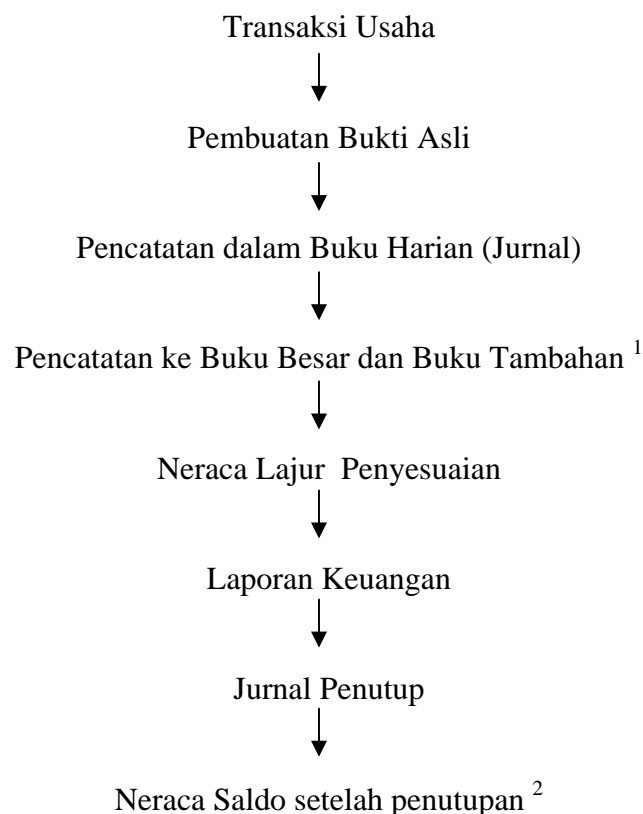 Transaksi Usaha
Pembuatan Bukti Asli
Pencatatan dalam Buku Harian (Jurnal)
Pencatatan ke Buku Besar dan Buku Tambahan ¹
Neraca Lajur Penyesuaian
Laporan Keuangan
Jurnal Penutup
Neraca Saldo setelah penutupan ²